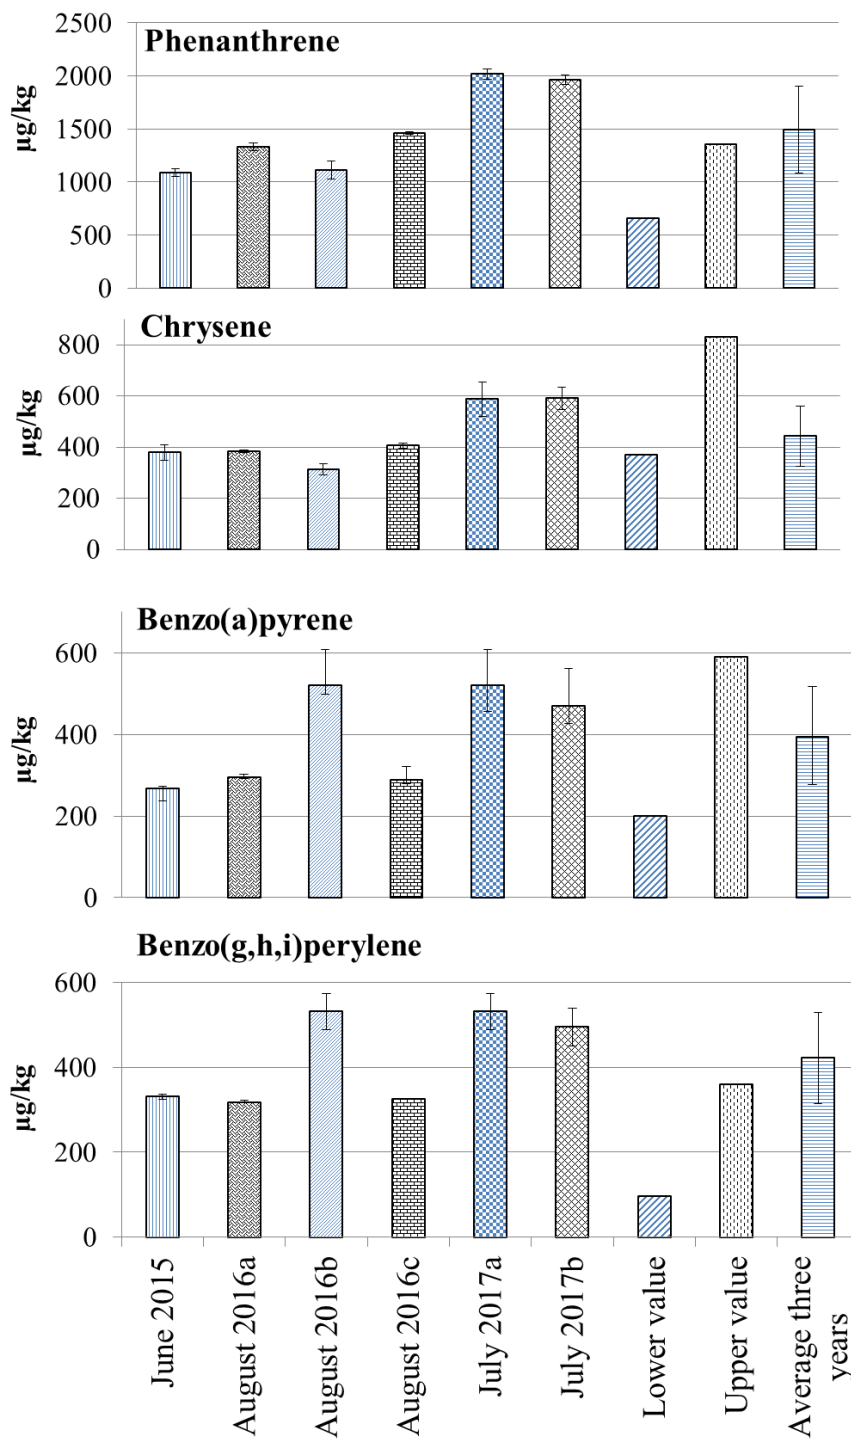 Phenanthrene
µg/kg
2500
2000
1500
1000
500
0
Chrysene
µg/kg
800
600
400
200
0
Benzo(a)pyrene
µg/kg
600
400
200
0
Benzo(g,h,i)perylene
µg/kg
600
400
200
0
June 2015
August 2016a
August 2016b
August 2016c
July 2017a
July 2017b
Lower value
Upper value
Average three
years